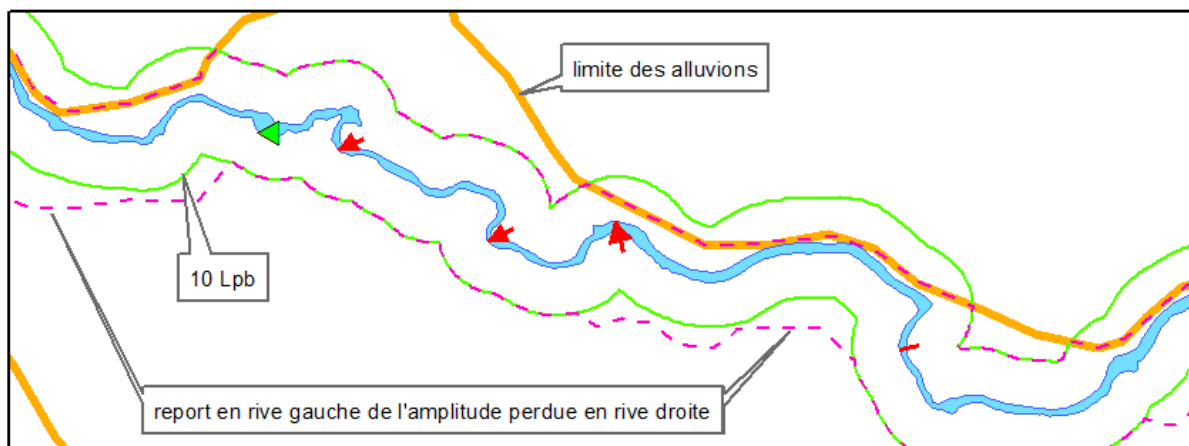 limite des alluvions
10 Lpb
report en rive gauche de l'amplitude perdue en rive droite